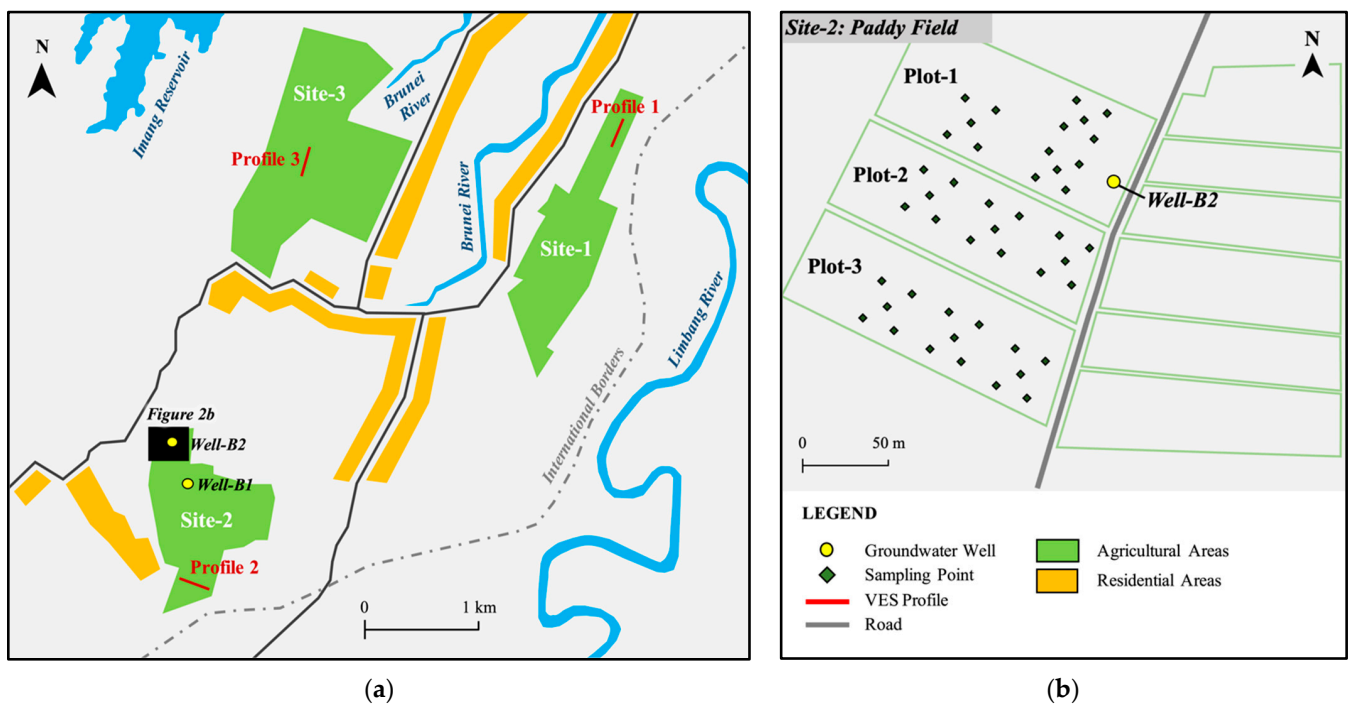 N
Imang Reservoir
Site-3
Brunei
River
Profile 1
Profile 3
Brunei River
Site-1
Limbang River
International Borders
Figure 2b
Well-B2
Well-B1
Site-2
Profile 2
0
1 km
(a)
Site-2: Paddy Field
N
Plot-1
Plot-2
Well-B2
Plot-3
0
50 m
LEGEND
Groundwater Well
Agricultural Areas
Sampling Point
Residential Areas
VES Profile
Road
(b)